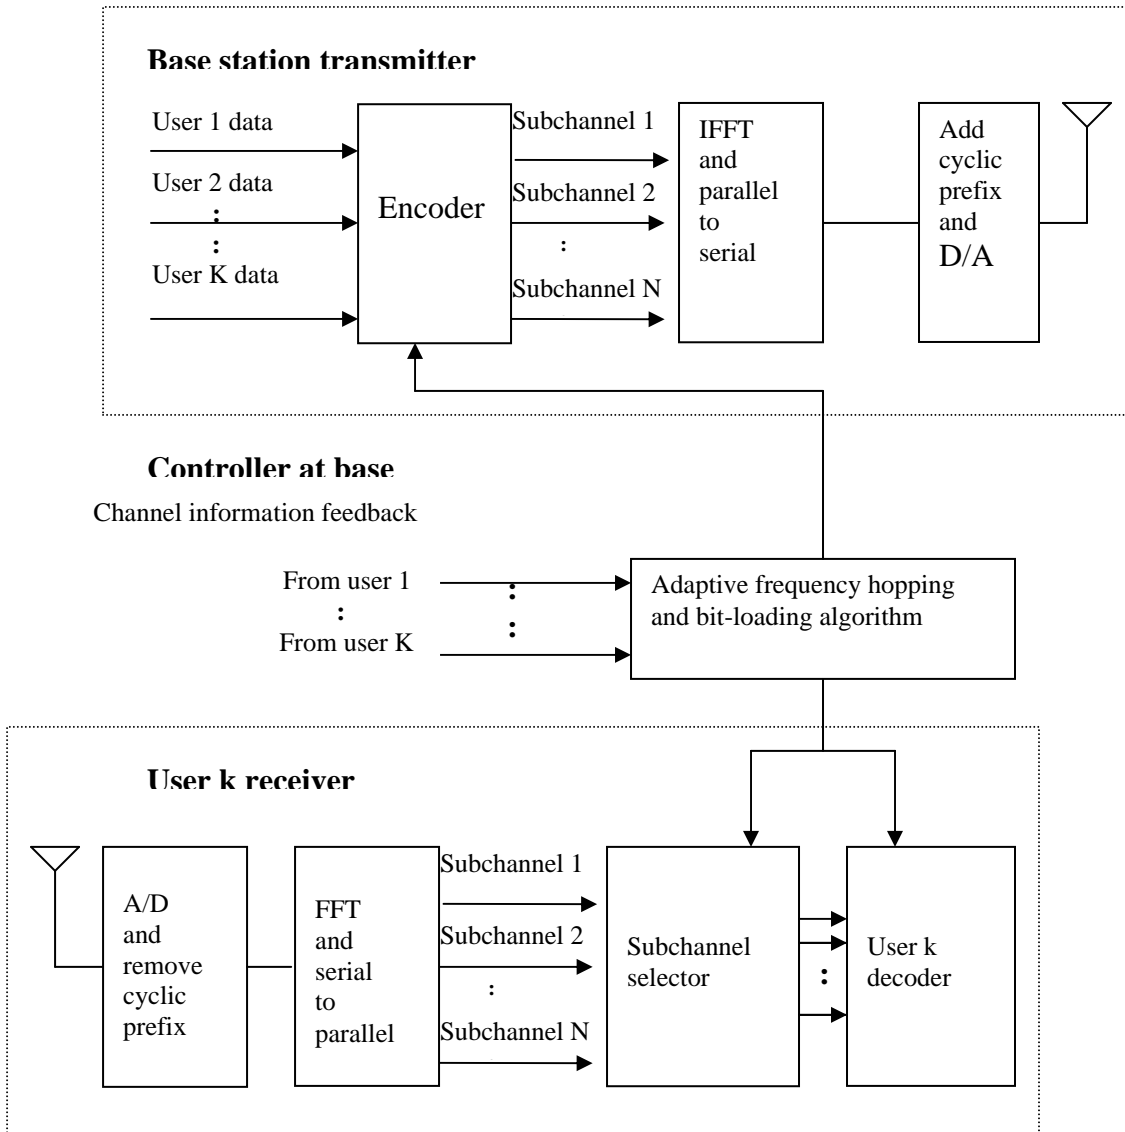 Base station transmitter
User 1 data
User 2 data
:
:
User K data
Encoder
Subchannel 1
Subchannel 2
:
Subchannel N
IFFT
and
parallel
to
serial
Add
cyclic
prefix
and
D/A
Controller at base
Channel information feedback
From user 1
:
From user K
:
:
Adaptive frequency hopping
and bit-loading algorithm
User k receiver
A/D
and
remove
cyclic
prefix
FFT
and
serial
to
parallel
Subchannel 1
Subchannel 2
:
Subchannel N
Subchannel
selector
:
User k
decoder